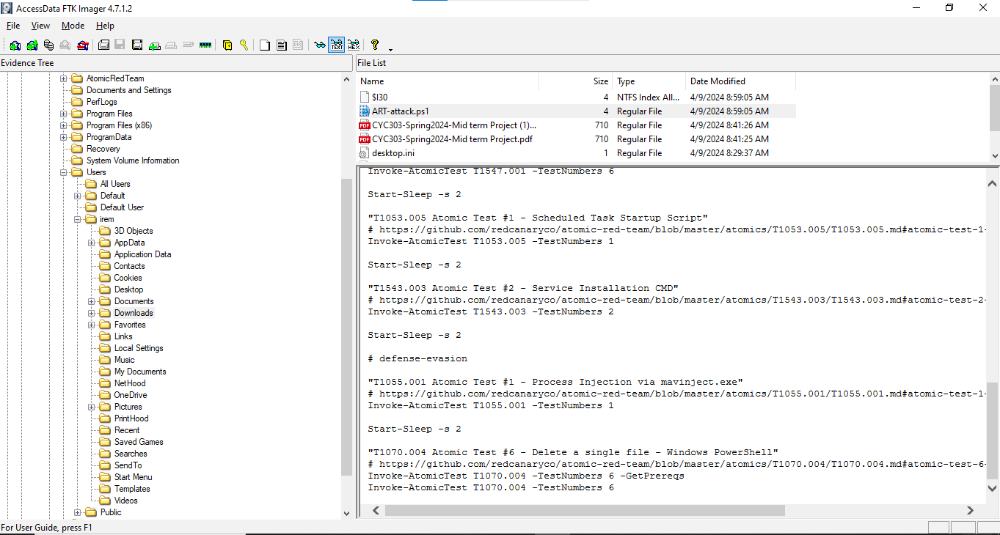 AccessData FTK Imager 4.7.1.2
File View Mode Help
TEXT HEX
Evidence Tree
AtomicRedTeam
Documents and Settings
PerfLogs
Program Files
Program Files (x86)
ProgramData
Recovery
System Volume Information
Users
All Users
Default
Default User
irem
3D Objects
AppData
Application Data
Contacts
Cookies
Desktop
Documents
Downloads
Favorites
Links
Local Settings
Music
My Documents
NetHood
OneDrive
Pictures
PrintHood
Recent
Saved Games
Searches
SendTo
Start Menu
Templates
Videos
Public
File List
Name Size Type Date Modified
$I30 4 NTFS Index All... 4/9/2024 8:59:05 AM
ART-attack.ps1 4 Regular File 4/9/2024 8:59:05 AM
PDF CYC303-Spring2024-Mid term Project (1)... 710 Regular File 4/9/2024 8:41:26 AM
PDF CYC303-Spring2024-Mid term Project.pdf 710 Regular File 4/9/2024 8:41:25 AM
desktop.ini 1 Regular File 4/9/2024 8:29:37 AM
Invoke-AtomicTest T1547.001 -TestNumbers 6
Start-Sleep -s 2
"T1053.005 Atomic Test #1 - Scheduled Task Startup Script"
# https://github.com/redcanaryco/atomic-red-team/blob/master/atomics/T1053.005/T1053.005.md#atomic-test-1-
Invoke-AtomicTest T1053.005 -TestNumbers 1
Start-Sleep -s 2
"T1543.003 Atomic Test #2 - Service Installation CMD"
# https://github.com/redcanaryco/atomic-red-team/blob/master/atomics/T1543.003/T1543.003.md#atomic-test-2-
Invoke-AtomicTest T1543.003 -TestNumbers 2
Start-Sleep -s 2
# defense-evasion
"T1055.001 Atomic Test #1 - Process Injection via mavinject.exe"
# https://github.com/redcanaryco/atomic-red-team/blob/master/atomics/T1055.001/T1055.001.md#atomic-test-1-
Invoke-AtomicTest T1055.001 -TestNumbers 1
Start-Sleep -s 2
"T1070.004 Atomic Test #6 - Delete a single file - Windows PowerShell"
# https://github.com/redcanaryco/atomic-red-team/blob/master/atomics/T1070.004/T1070.004.md#atomic-test-6-
Invoke-AtomicTest T1070.004 -TestNumbers 6 -GetPrereqs
Invoke-AtomicTest T1070.004 -TestNumbers 6
For User Guide, press F1